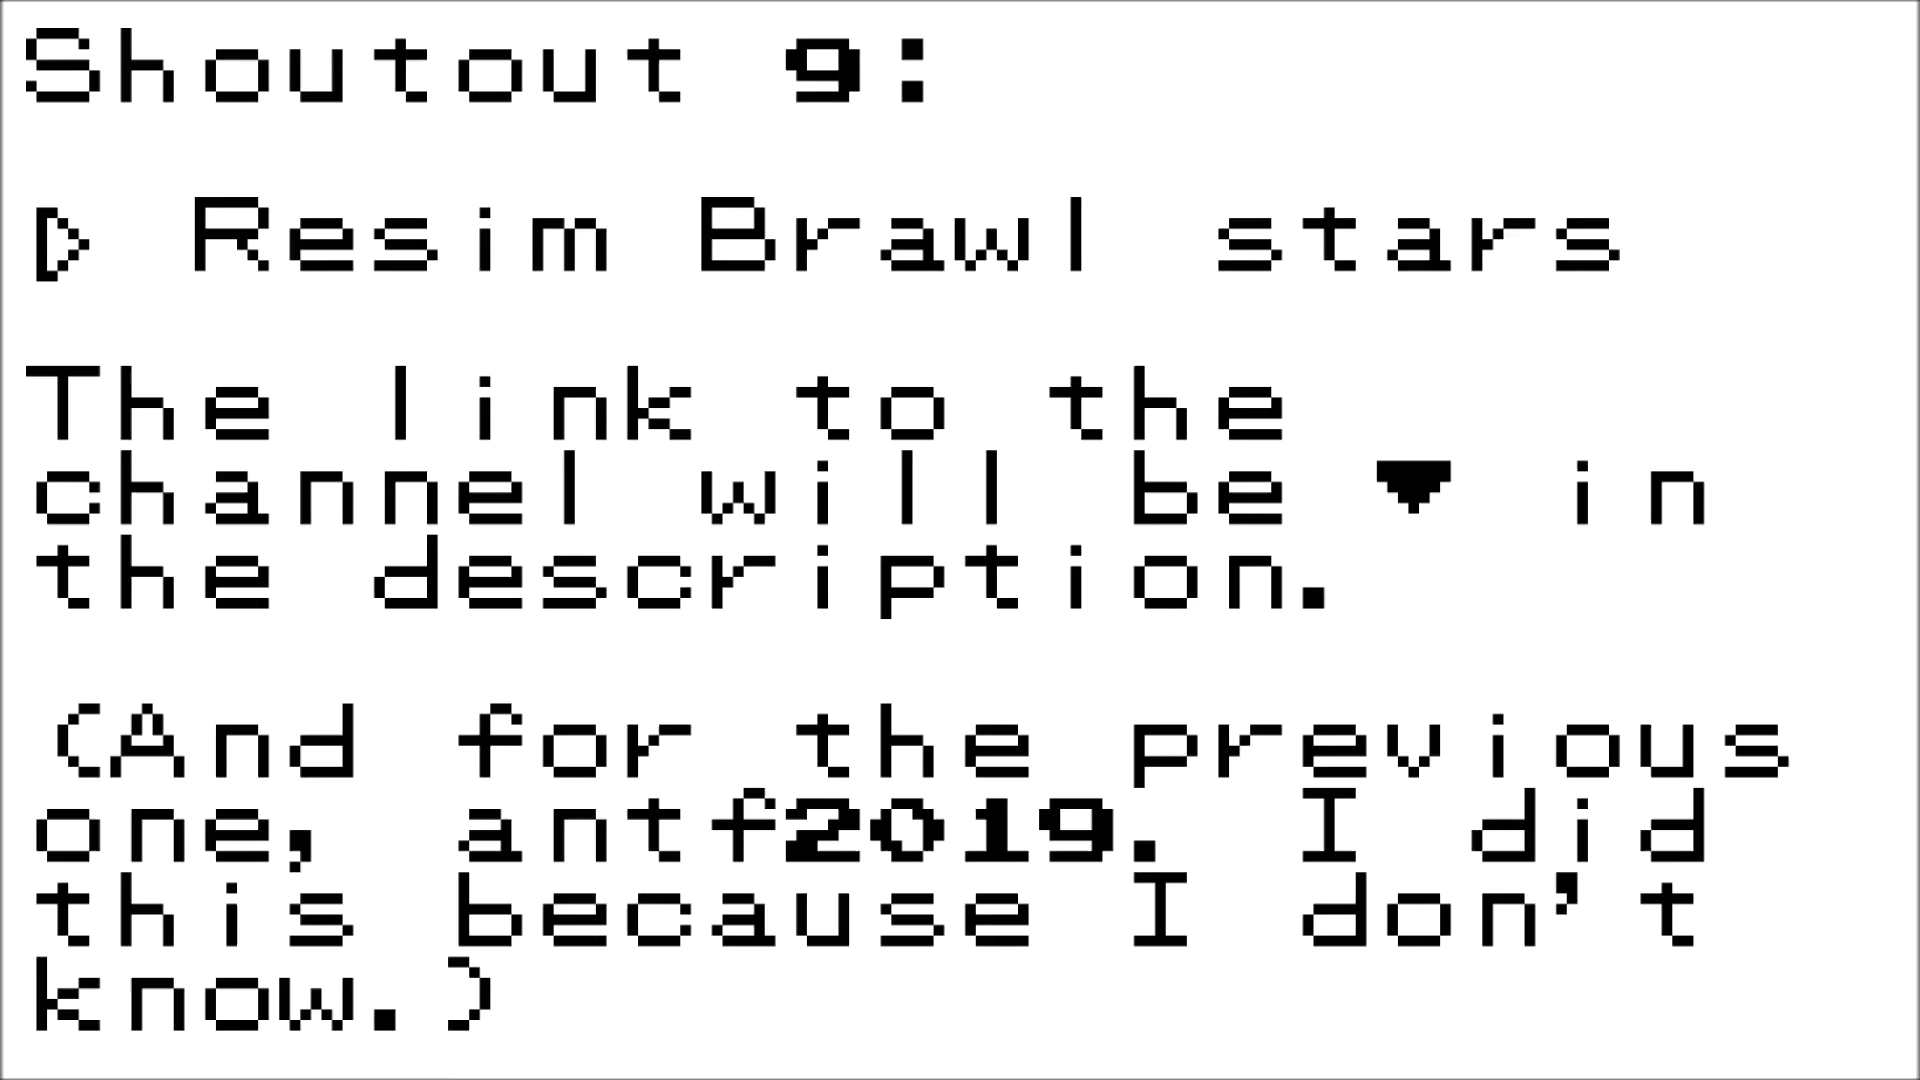 Shoutout 9:
▷ Resim Brawl stars
The link to the
channel will be ▼ in
the description.
(And for the previous
one, antf2019. I did
this because I don't
know.)